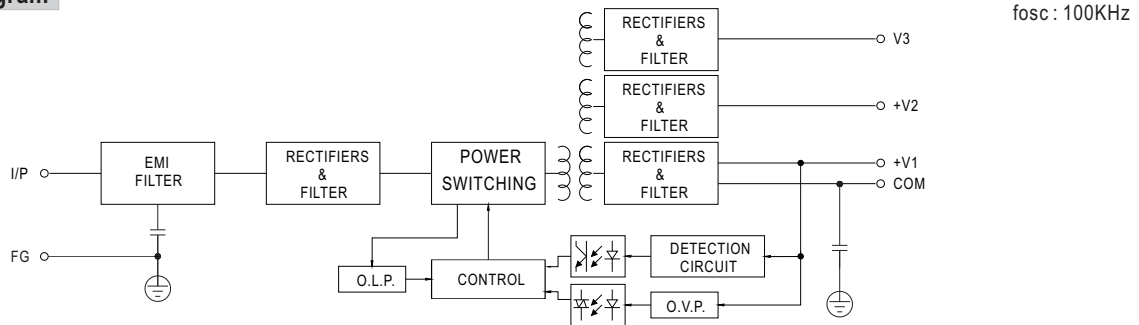 gram
fosc : 100KHz
RECTIFIERS
&
FILTER
V3
RECTIFIERS
&
FILTER
+V2
I/P
EMI
FILTER
RECTIFIERS
&
FILTER
POWER
SWITCHING
RECTIFIERS
&
FILTER
+V1
COM
FG
O.L.P.
CONTROL
DETECTION
CIRCUIT
O.V.P.